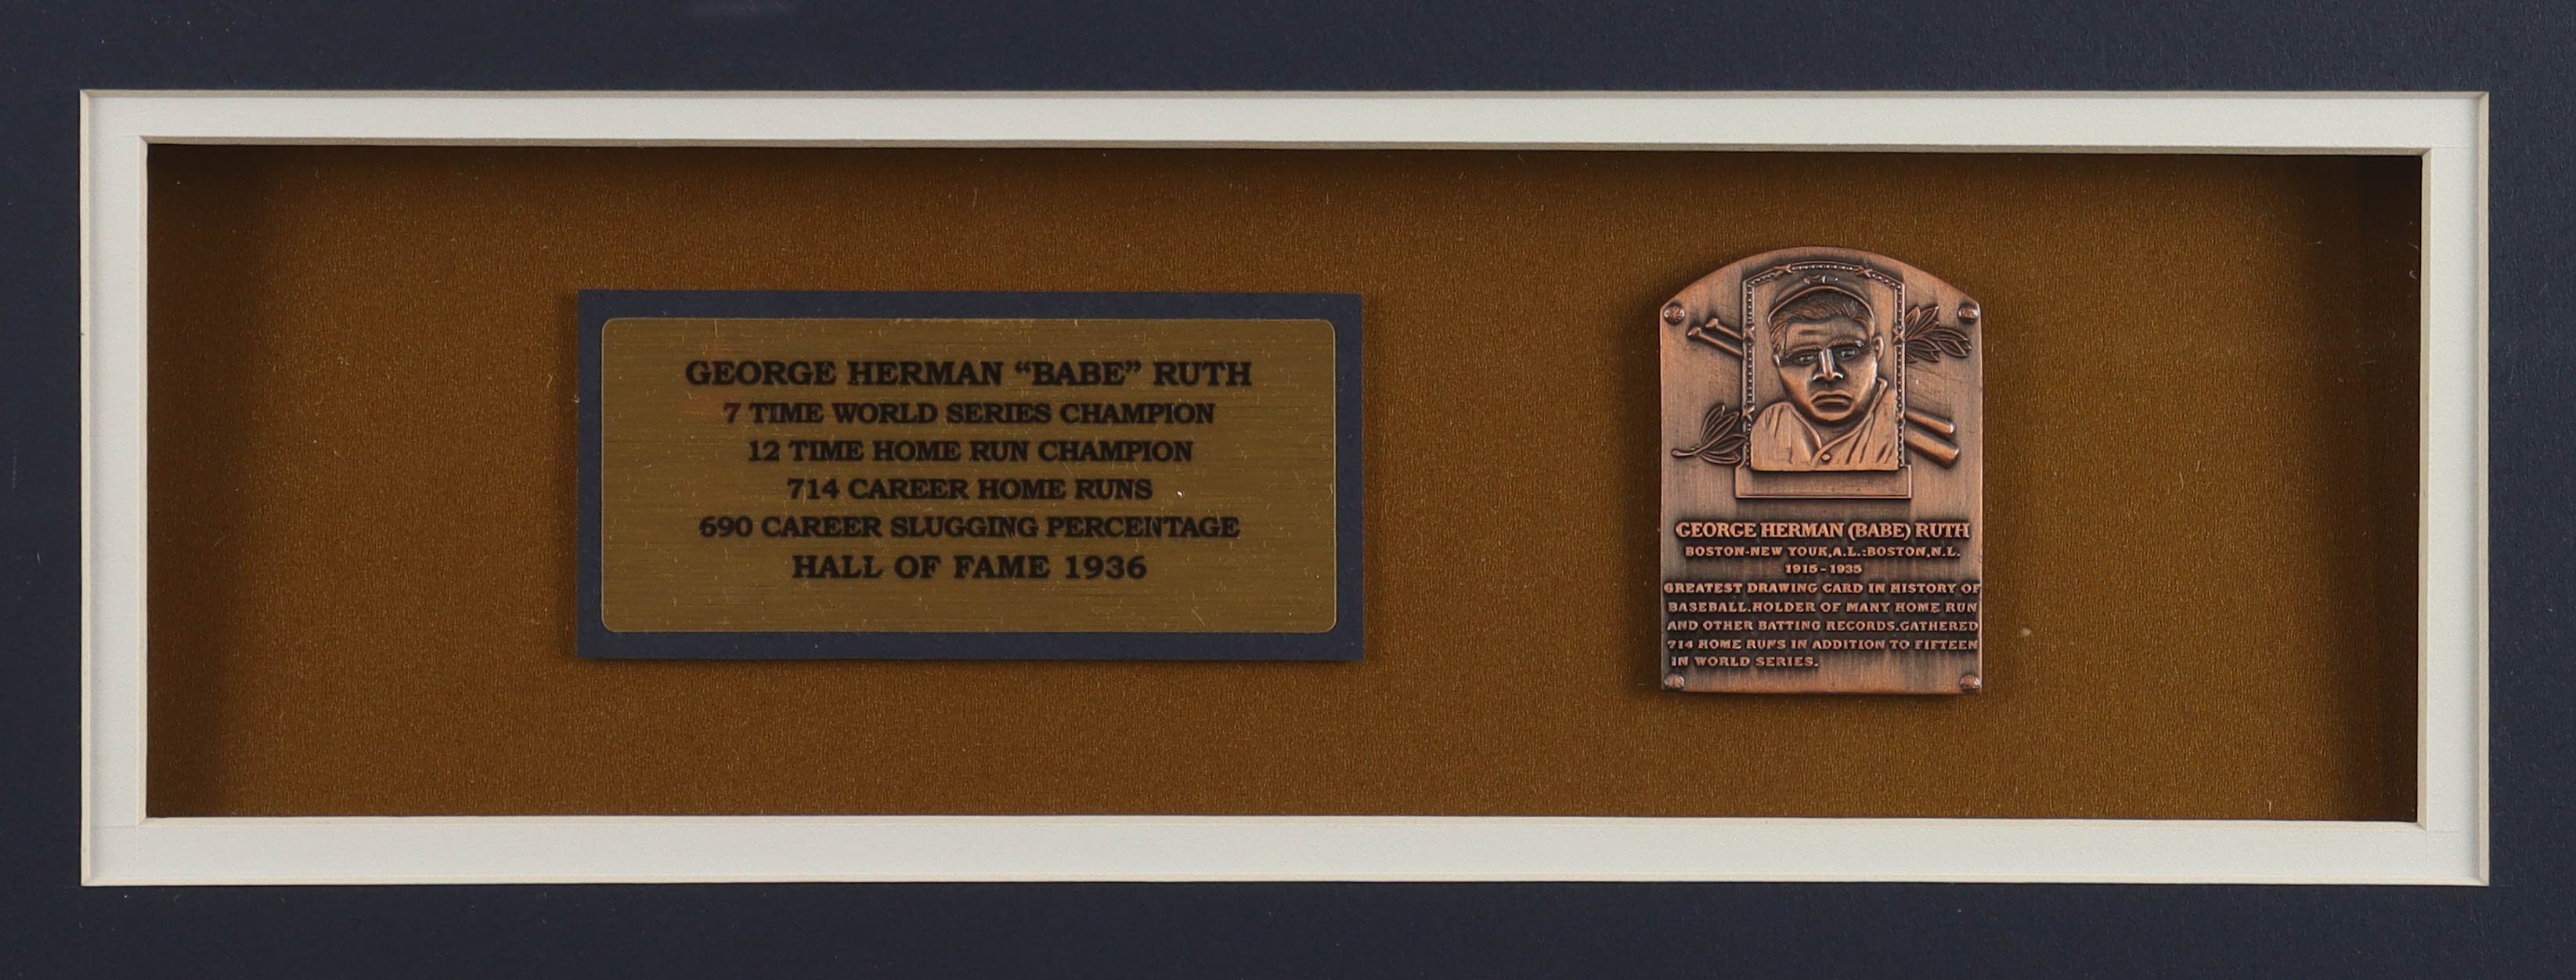 GEORGE HERMAN “BABE” RUTH
7 TIME WORLD SERIES CHAMPION
12 TIME HOME RUN CHAMPION
714 CAREER HOME RUNS
690 CAREER SLUGGING PERCENTAGE
HALL OF FAME 1936
GEORGE HERMAN (BABE) RUTH
BOSTON-NEW YOUK,A.L.:BOSTON,N.L.
1915-1935
GREATEST DRAWING CARD IN HISTORY OF
BASEBALL.HOLDER OF MANY HOME RUN
AND OTHER BATTING RECORDS.GATHERED
714 HOME RUFS IN ADDITION TO FIFTEEN
IN WORLD SERIES.